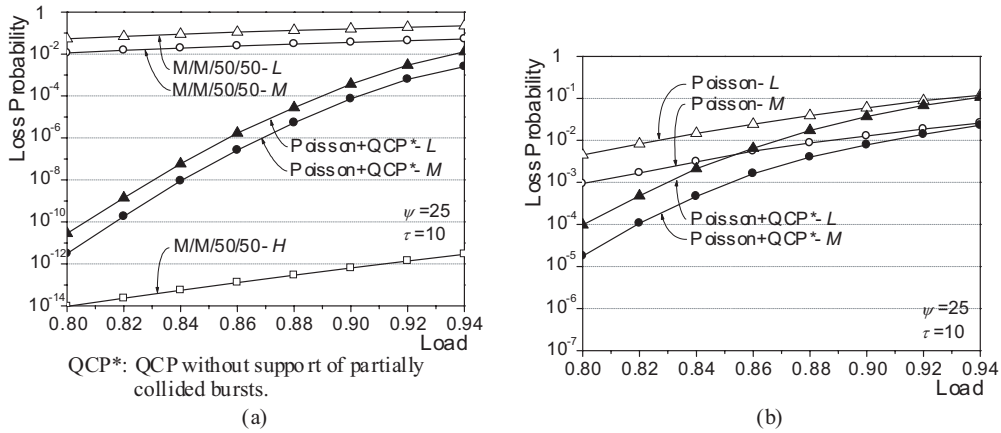 (a)
Loss Probability
1
10^-2
10^-4
10^-6
10^-8
10^-10
10^-12
10^-14
M/M/50/50- L
M/M/50/50- M
Poisson+QCP*- L
Poisson+QCP*- M
ψ=25
τ=10
M/M/50/50- H
0.80 0.82 0.84 0.86 0.88 0.90 0.92 0.94
Load
QCP*: QCP without support of partially
collided bursts.
(a)
(b)
Loss Probability
1
10^-1
10^-2
10^-3
10^-4
10^-5
10^-6
10^-7
Poisson- L
Poisson- M
Poisson+QCP*- L
Poisson+QCP*- M
ψ=25
τ=10
0.80 0.82 0.84 0.86 0.88 0.90 0.92 0.94
Load
(b)